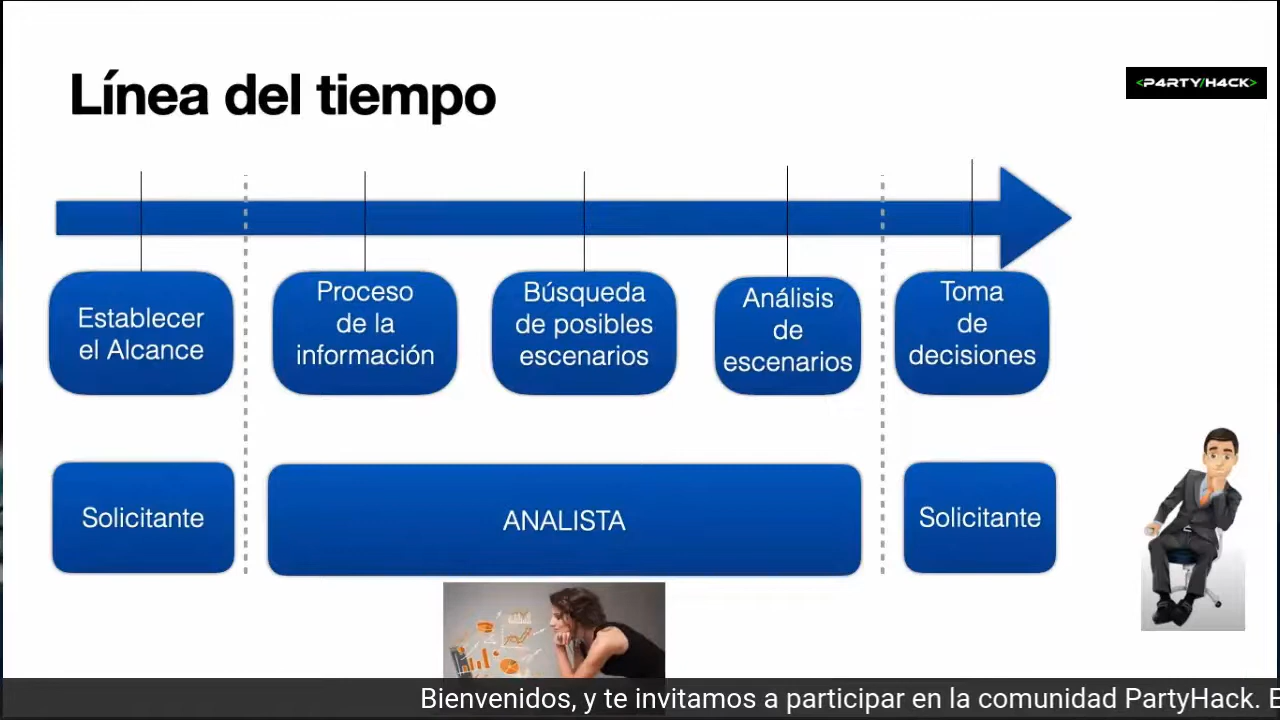 Línea del tiempo
<P4RTY/H4CK>
Establecer
el Alcance
Proceso
de la
información
Búsqueda
de posibles
escenarios
Análisis
de
escenarios
Toma
de
decisiones
Solicitante
ANALISTA
Solicitante
Bienvenidos, y te invitamos a participar en la comunidad PartyHack. E